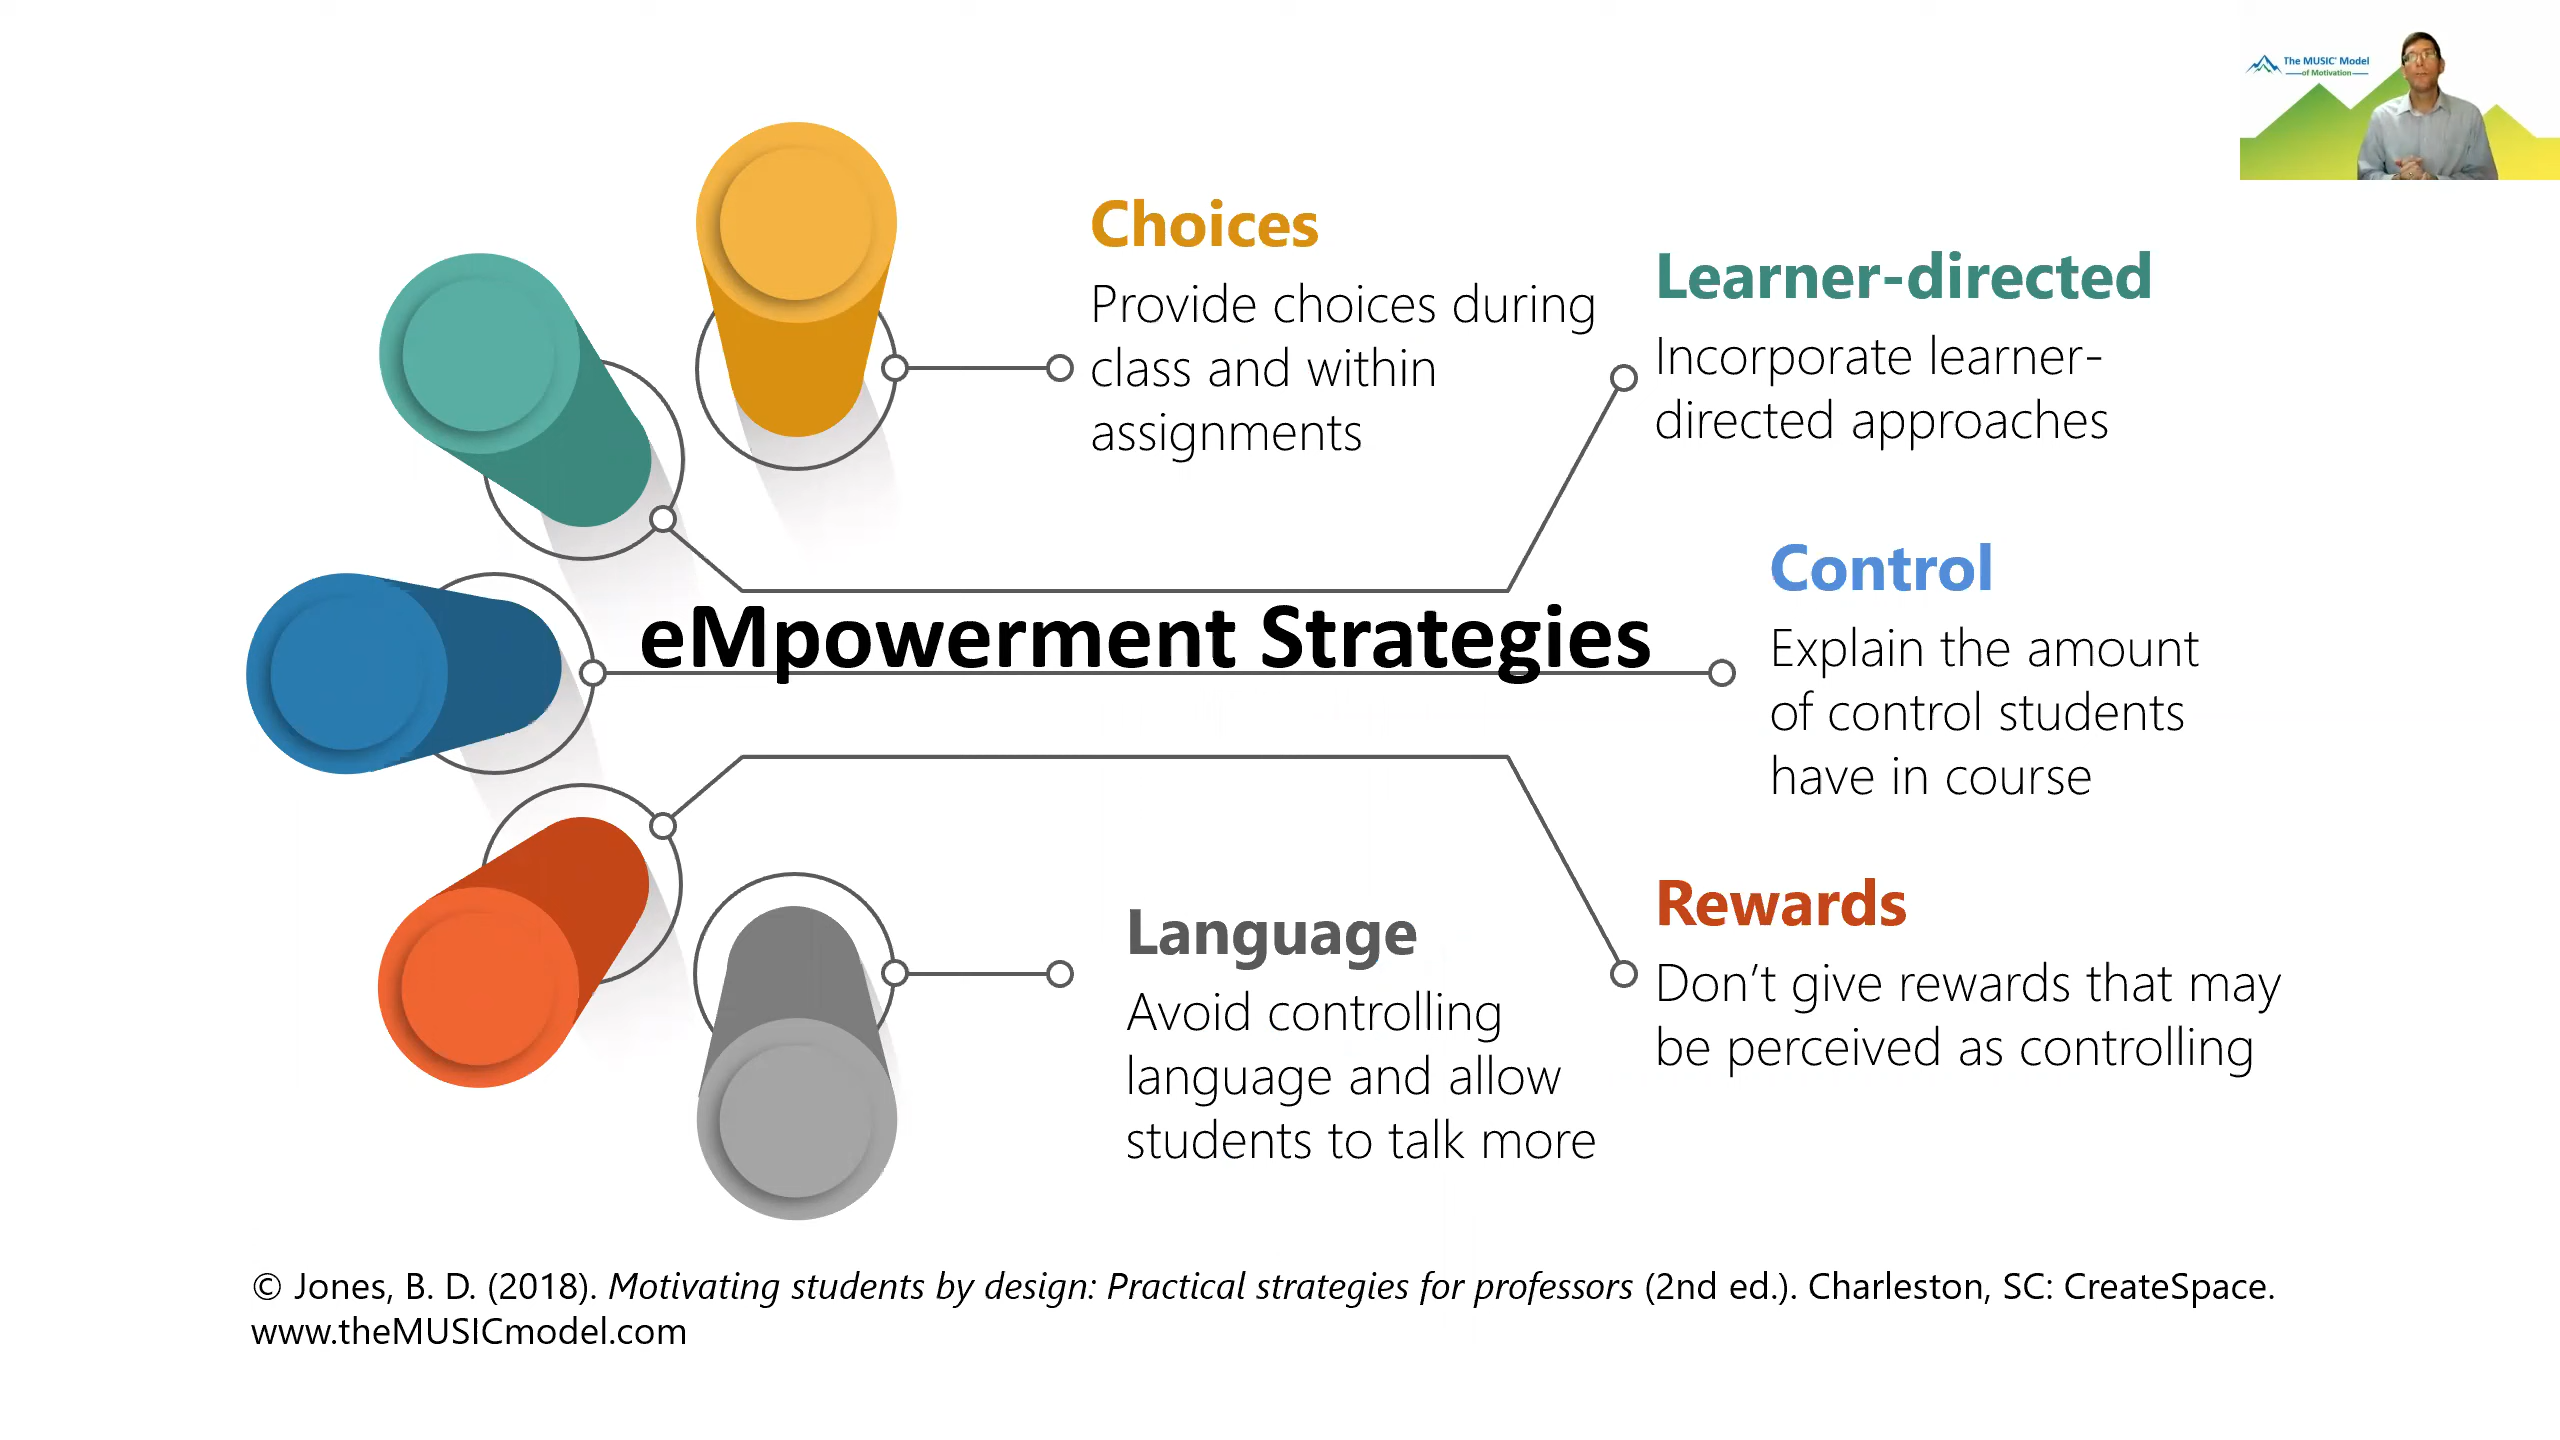 The MUSIC® Model
of Motivation
Choices
Provide choices during
class and within
assignments
Learner-directed
Incorporate learner-
directed approaches
eMpowerment Strategies
Control
Explain the amount
of control students
have in course
Rewards
Don’t give rewards that may
be perceived as controlling
Language
Avoid controlling
language and allow
students to talk more
© Jones, B. D. (2018). Motivating students by design: Practical strategies for professors (2nd ed.). Charleston, SC: CreateSpace.
www.theMUSICmodel.com